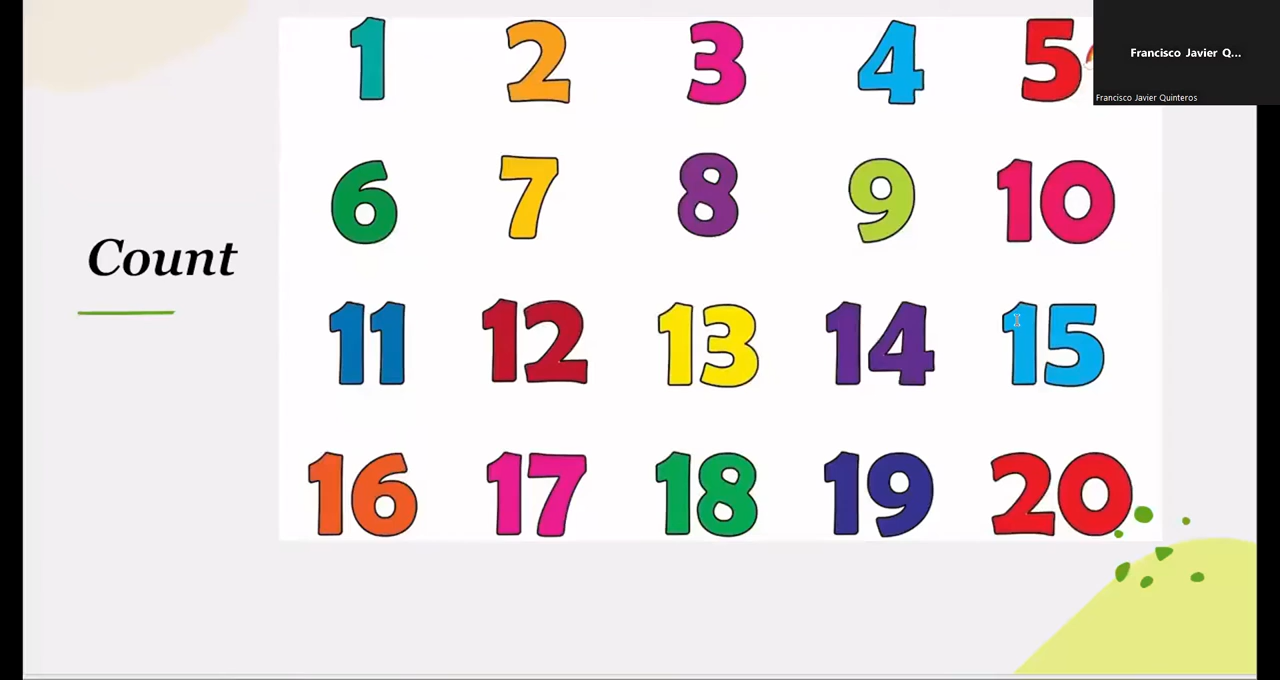 1 2 3 4 5
Francisco Javier Q...
Francisco Javier Quinteros
6 7 8 9 10
Count
11 12 13 14 15
16 17 18 19 20